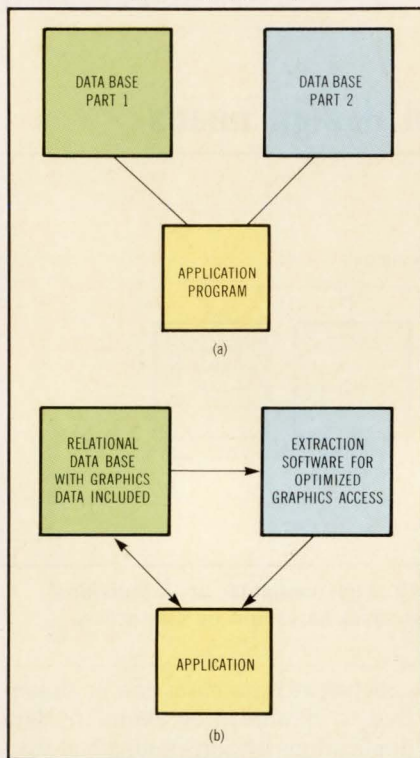 DATA BASE
PART 1
DATA BASE
PART 2
APPLICATION
PROGRAM
(a)
RELATIONAL
DATA BASE
WITH GRAPHICS
DATA INCLUDED
EXTRACTION
SOFTWARE FOR
OPTIMIZED
GRAPHICS ACCESS
APPLICATION
(b)